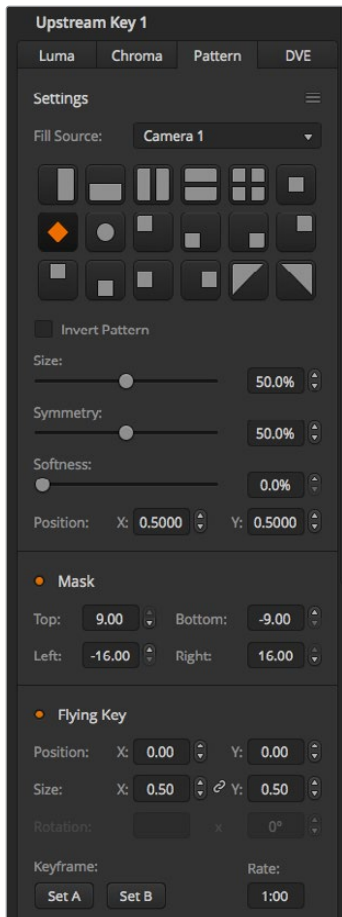 Upstream Key 1
Luma Chroma Pattern DVE
Settings
Fill Source: Camera 1
Invert Pattern
Size:
50.0%
Symmetry:
50.0%
Softness:
0.0%
Position: X: 0.5000 Y: 0.5000
Mask
Top: 9.00 Bottom: -9.00
Left: -16.00 Right: 16.00
Flying Key
Position: X: 0.00 Y: 0.00
Size: X: 0.50 Y: 0.50
Rotation: x 0°
Keyframe: Rate:
Set A Set B 1:00